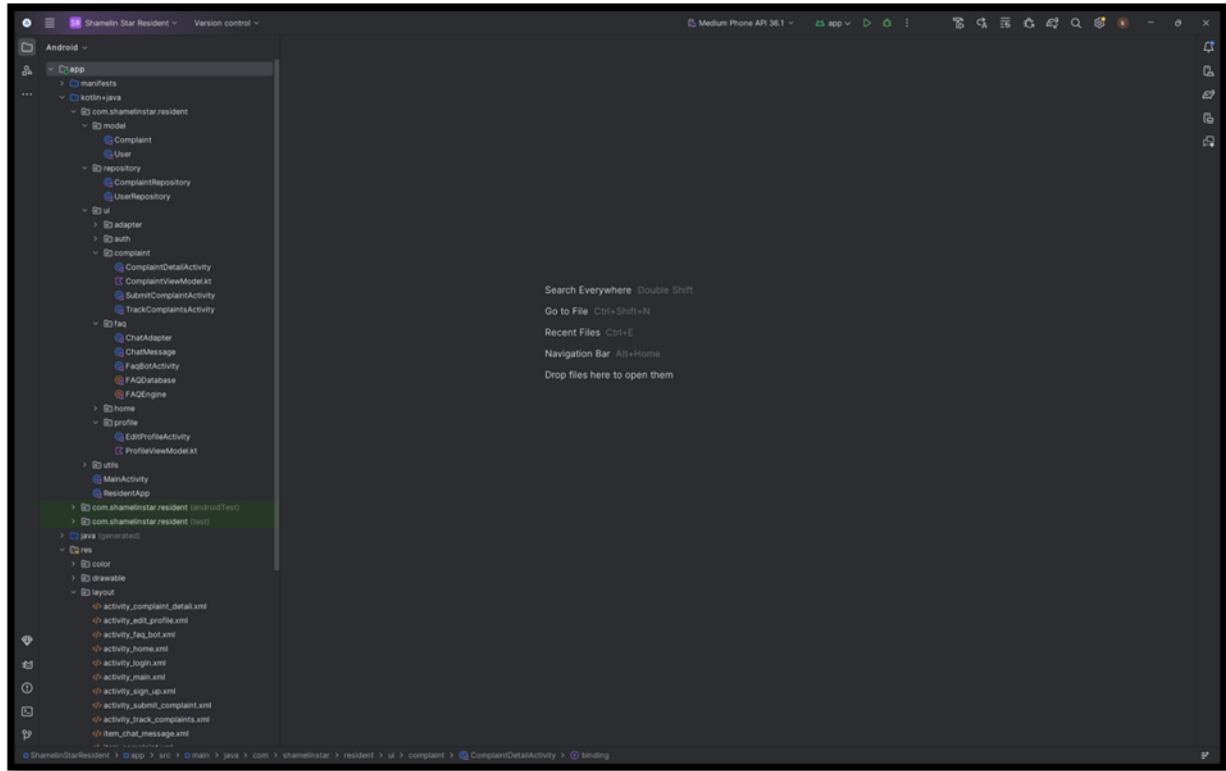 SR Shamelin Star Resident
Version control
Medium Phone API 36.1
app
Android
app
manifests
kotlin+java
com.shamelinstar.resident
model
Complaint
User
repository
ComplaintRepository
UserRepository
ui
adapter
auth
complaint
ComplaintDetailActivity
ComplaintViewModel.kt
SubmitComplaintActivity
TrackComplaintsActivity
faq
ChatAdapter
ChatMessage
FaqBotActivity
FAQDatabase
FAQEngine
home
profile
EditProfileActivity
ProfileViewModel.kt
utils
MainActivity
ResidentApp
com.shamelinstar.resident (androidTest)
com.shamelinstar.resident (test)
java (generated)
res
color
drawable
layout
activity_complaint_detail.xml
activity_edit_profile.xml
activity_faq_bot.xml
activity_home.xml
activity_login.xml
activity_main.xml
activity_sign_up.xml
activity_submit_complaint.xml
activity_track_complaints.xml
item_chat_message.xml
Search Everywhere Double Shift
Go to File Ctrl+Shift+N
Recent Files Ctrl+E
Navigation Bar Alt+Home
Drop files here to open them
ShamelinStarResident > app > src > main > java > com > shamelinstar > resident > ui > complaint > ComplaintDetailActivity > binding